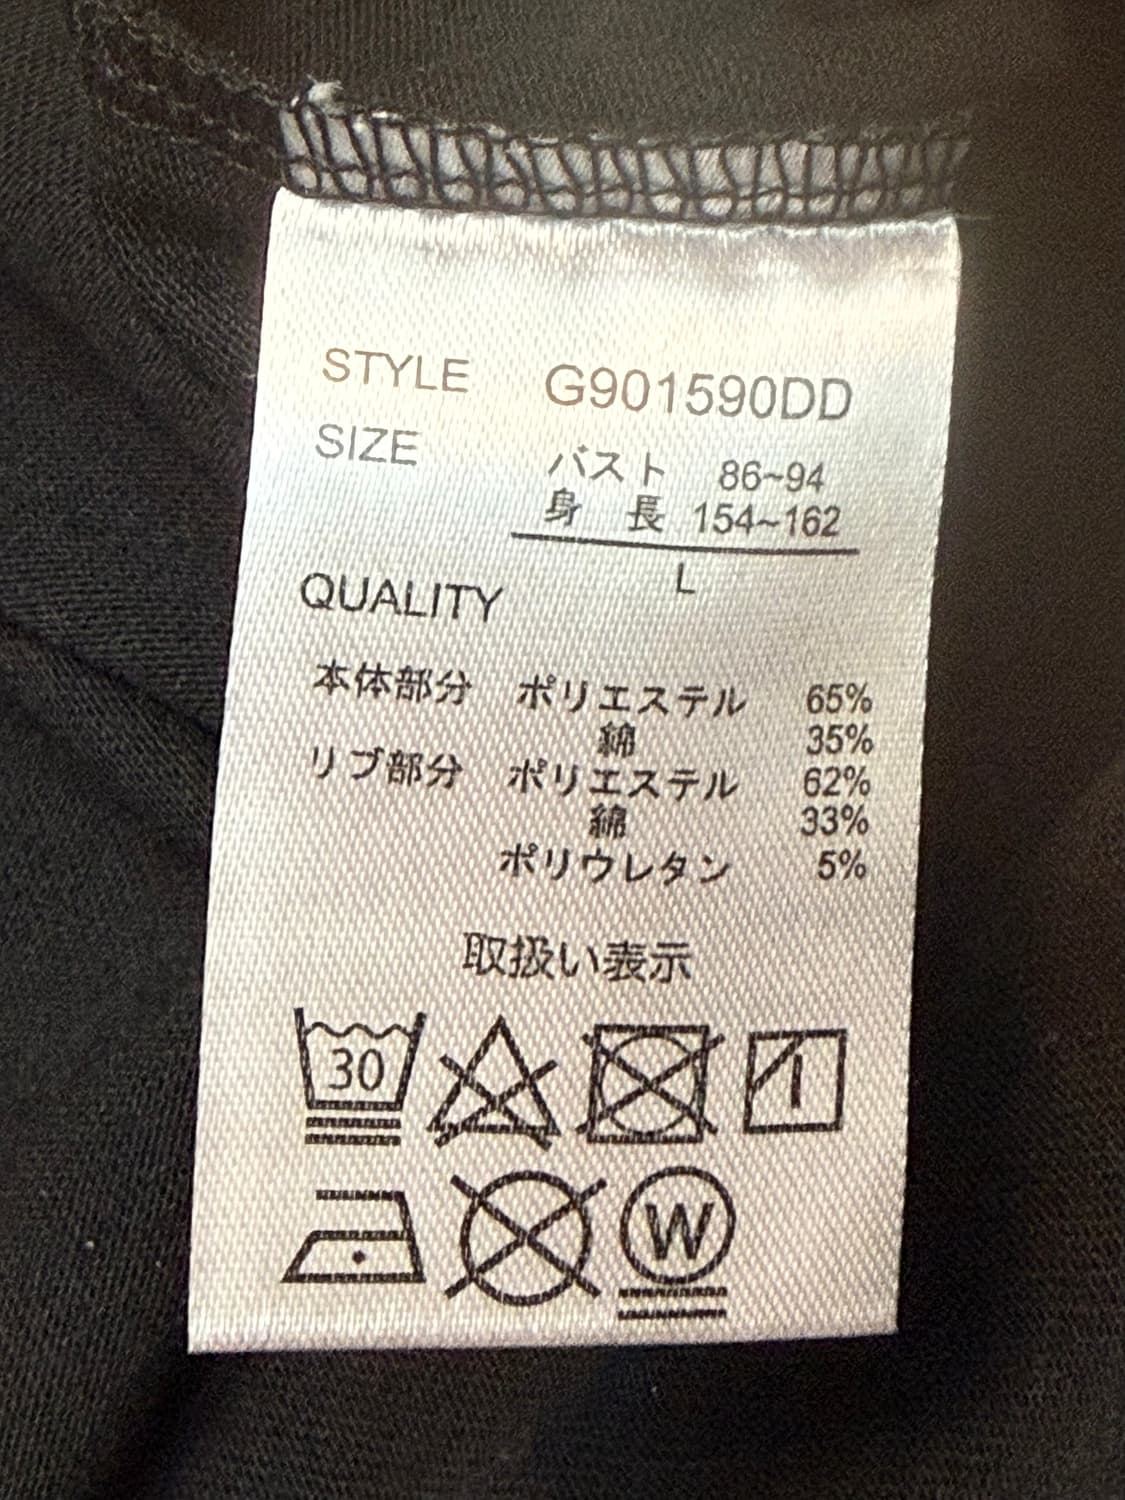 STYLE G901590DD
SIZE バスト 86~94
身 長 154~162
L
QUALITY
本体部分 ポリエステル 65%
綿 35%
リブ部分 ポリエステル 62%
綿 33%
ポリウレタン 5%
取扱い表示
30
W